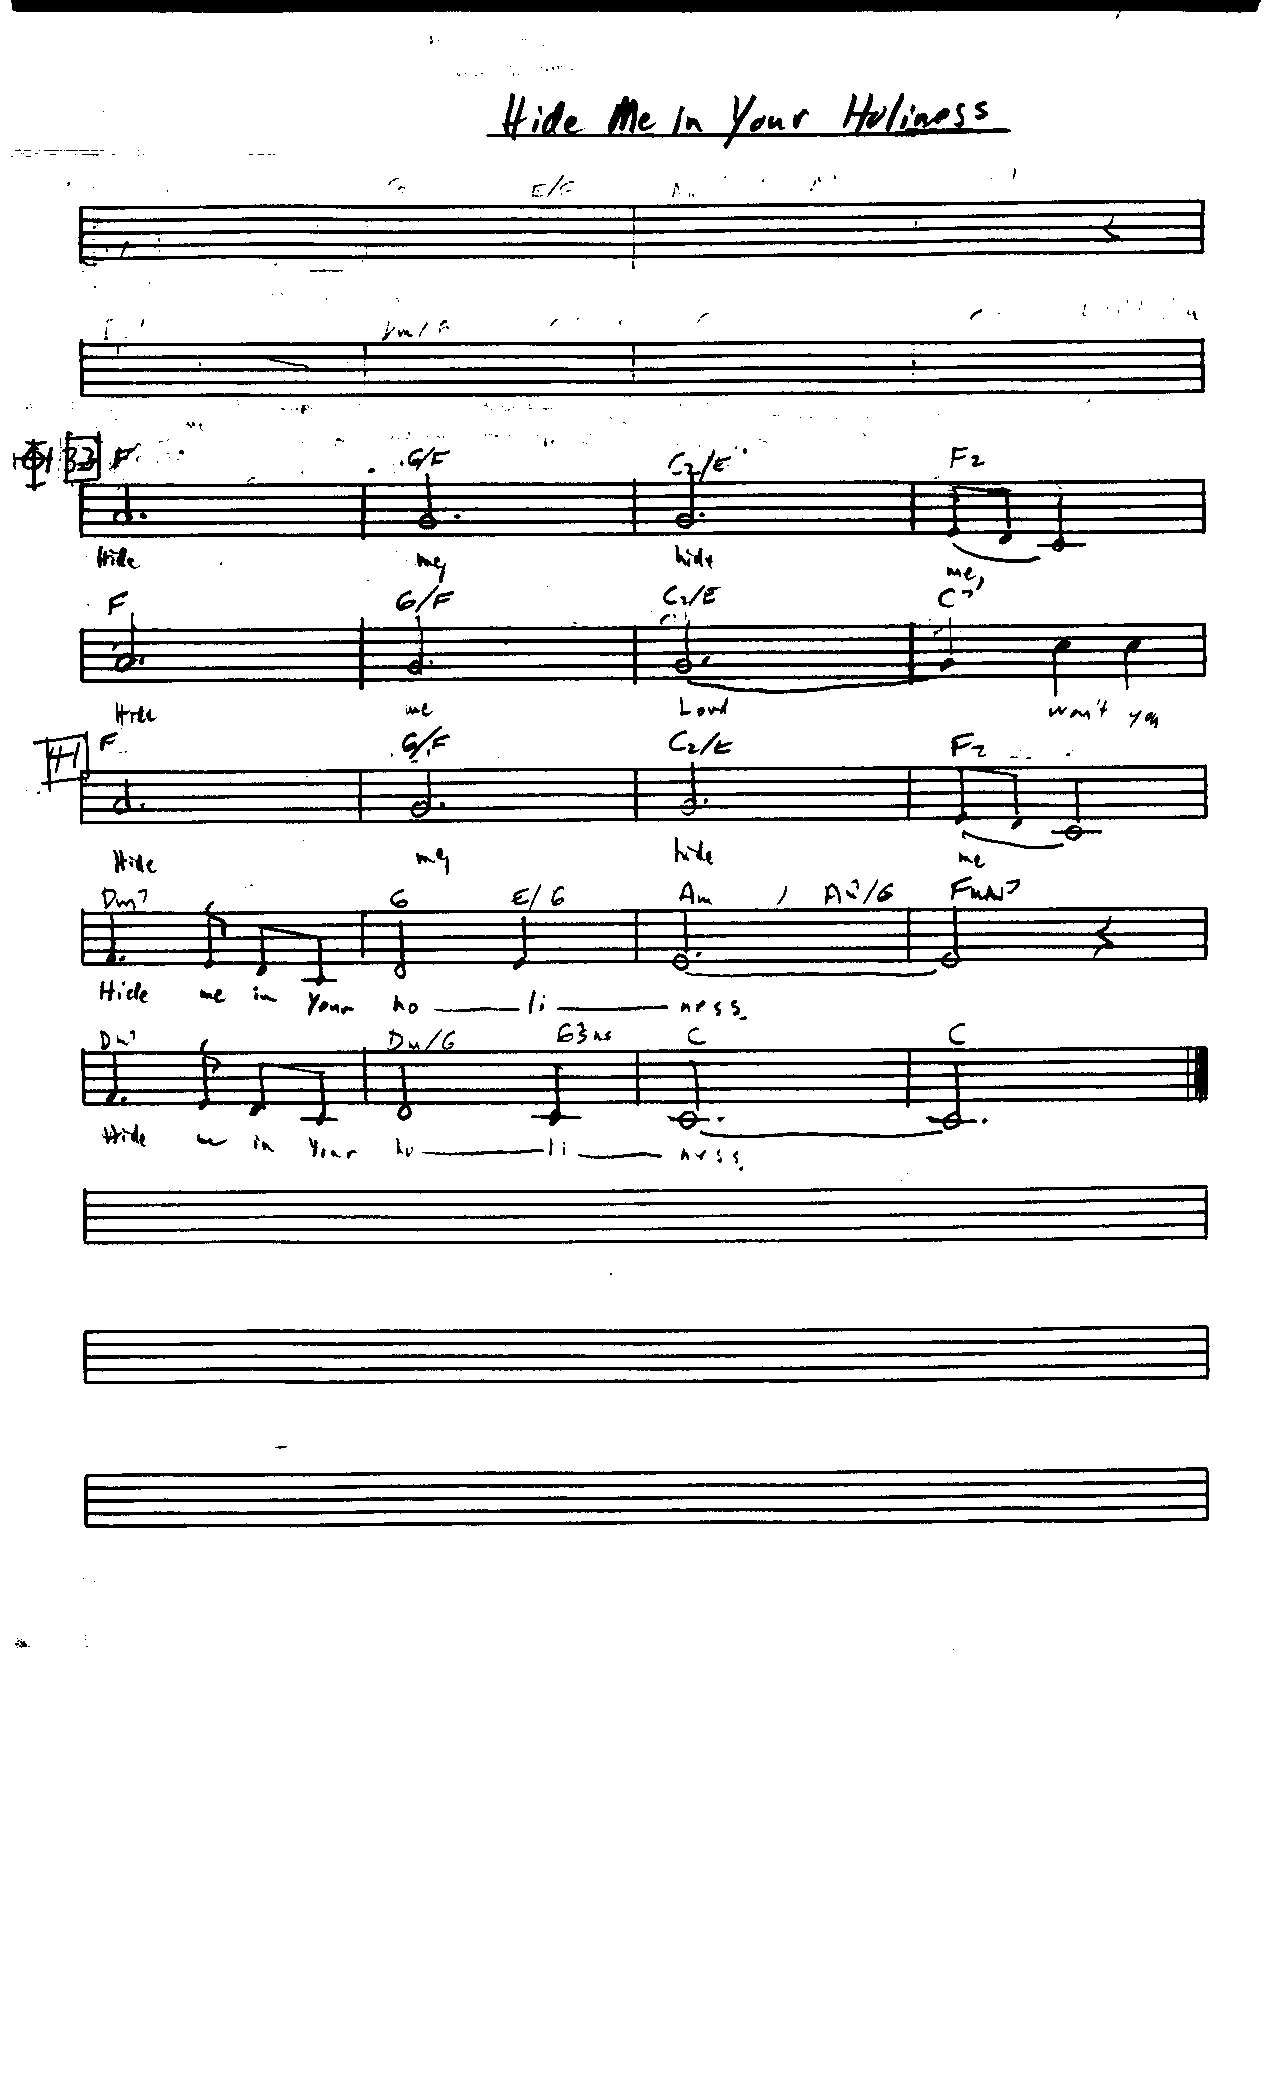 Hide Me In Your Holiness
E/G
Dm/G
33 F G/F C2/E F2
Hide me, hide me,
F G/F C2/E C7
Hide me Lord won't you
41 F G/F C2/E F2
Hide me, hide me
Dm7 G E/G Am Am7/G Fmaj7
Hide me in Your ho — li — ness.
Dm7 Dm/G C C
Hide me in Your ho — li — ness.